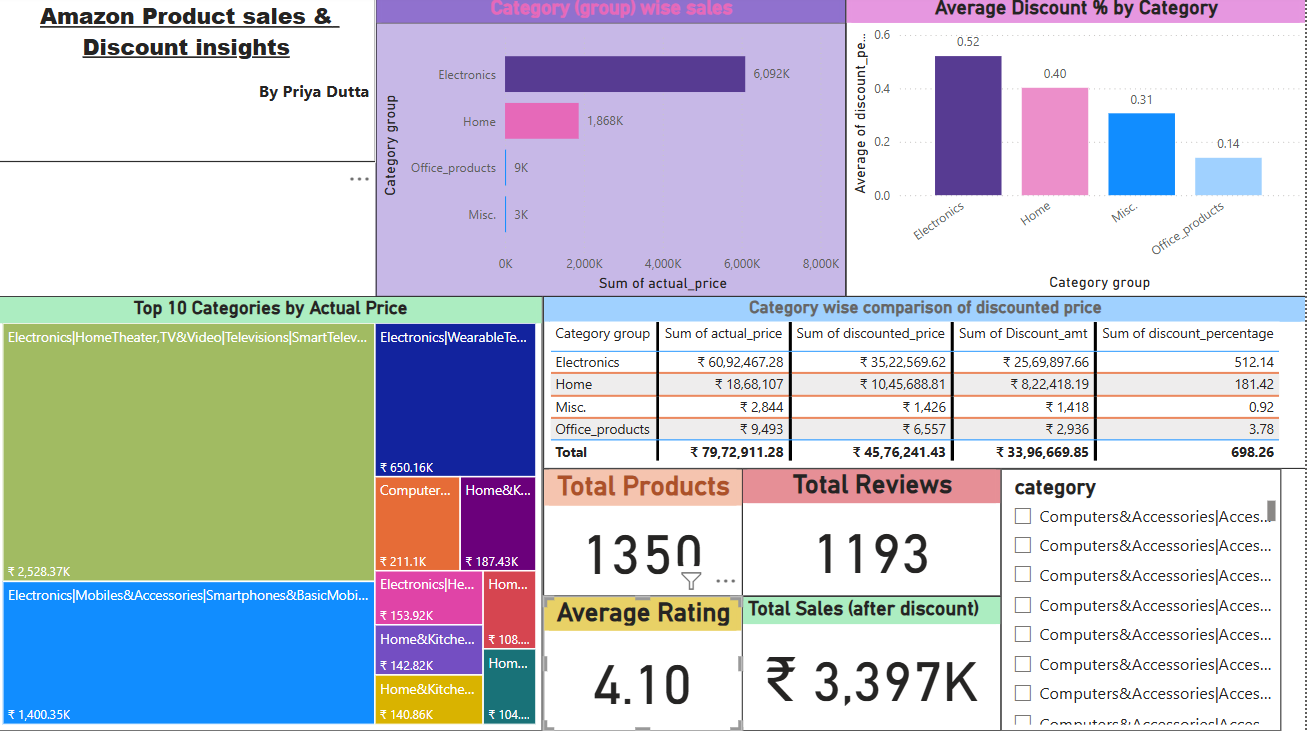 Amazon Product sales &
Discount insights
By Priya Dutta
Category (group) wise sales
Category group
Electronics
6,092K
Home
1,868K
Office_products
9K
Misc.
3K
0K
2,000K
4,000K
6,000K
8,000K
Sum of actual_price
Average Discount % by Category
Average of discount_pe...
0.6
0.4
0.2
0.0
0.52
0.40
0.31
0.14
Electronics
Home
Misc.
Office_products
Category group
Top 10 Categories by Actual Price
Electronics|HomeTheater,TV&Video|Televisions|SmartTelev...
₹ 2,528.37K
Electronics|Mobiles&Accessories|Smartphones&BasicMobi...
₹ 1,400.35K
Electronics|WearableTe...
₹ 650.16K
Computer...
₹ 211.1K
Home&K...
₹ 187.43K
Electronics|He...
₹ 153.92K
Home&Kitche...
₹ 142.82K
Home&Kitche...
₹ 140.86K
Hom...
₹ 108....
Hom...
₹ 104....
Category wise comparison of discounted price
Category group Sum of actual_price Sum of discounted_price Sum of Discount_amt Sum of discount_percentage
Electronics ₹ 60,92,467.28 ₹ 35,22,569.62 ₹ 25,69,897.66 512.14
Home ₹ 18,68,107 ₹ 10,45,688.81 ₹ 8,22,418.19 181.42
Misc. ₹ 2,844 ₹ 1,426 ₹ 1,418 0.92
Office_products ₹ 9,493 ₹ 6,557 ₹ 2,936 3.78
Total ₹ 79,72,911.28 ₹ 45,76,241.43 ₹ 33,96,669.85 698.26
Total Products
1350
Total Reviews
1193
Average Rating
4.10
Total Sales (after discount)
₹ 3,397K
category
Computers&Accessories|Acces...
Computers&Accessories|Acces...
Computers&Accessories|Acces...
Computers&Accessories|Acces...
Computers&Accessories|Acces...
Computers&Accessories|Acces...
Computers&Accessories|Acces...
Computers&Accessories|Acces...